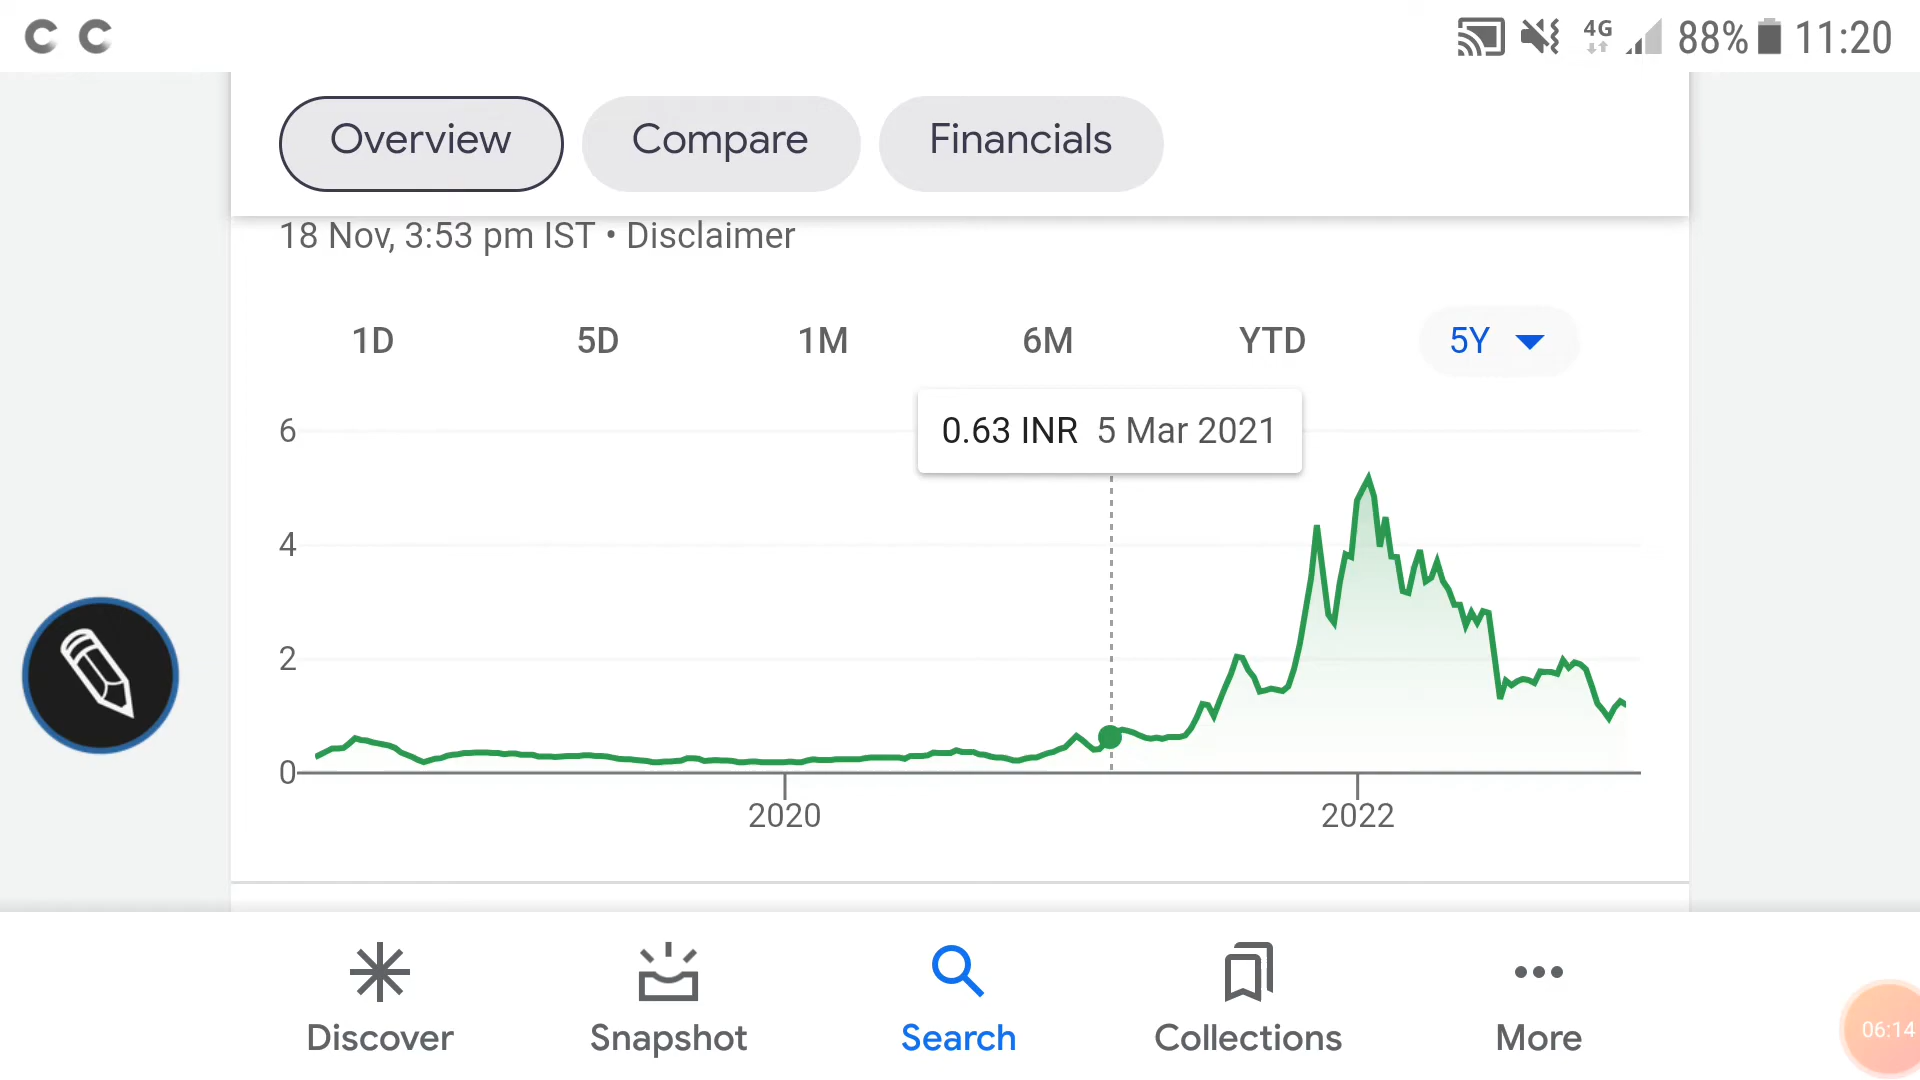 4G 88% 11:20
Overview Compare Financials
18 Nov, 3:53 pm IST • Disclaimer
1D 5D 1M 6M YTD 5Y
0.63 INR 5 Mar 2021
6
4
2
0
2020 2022
Discover Snapshot Search Collections More
06:14